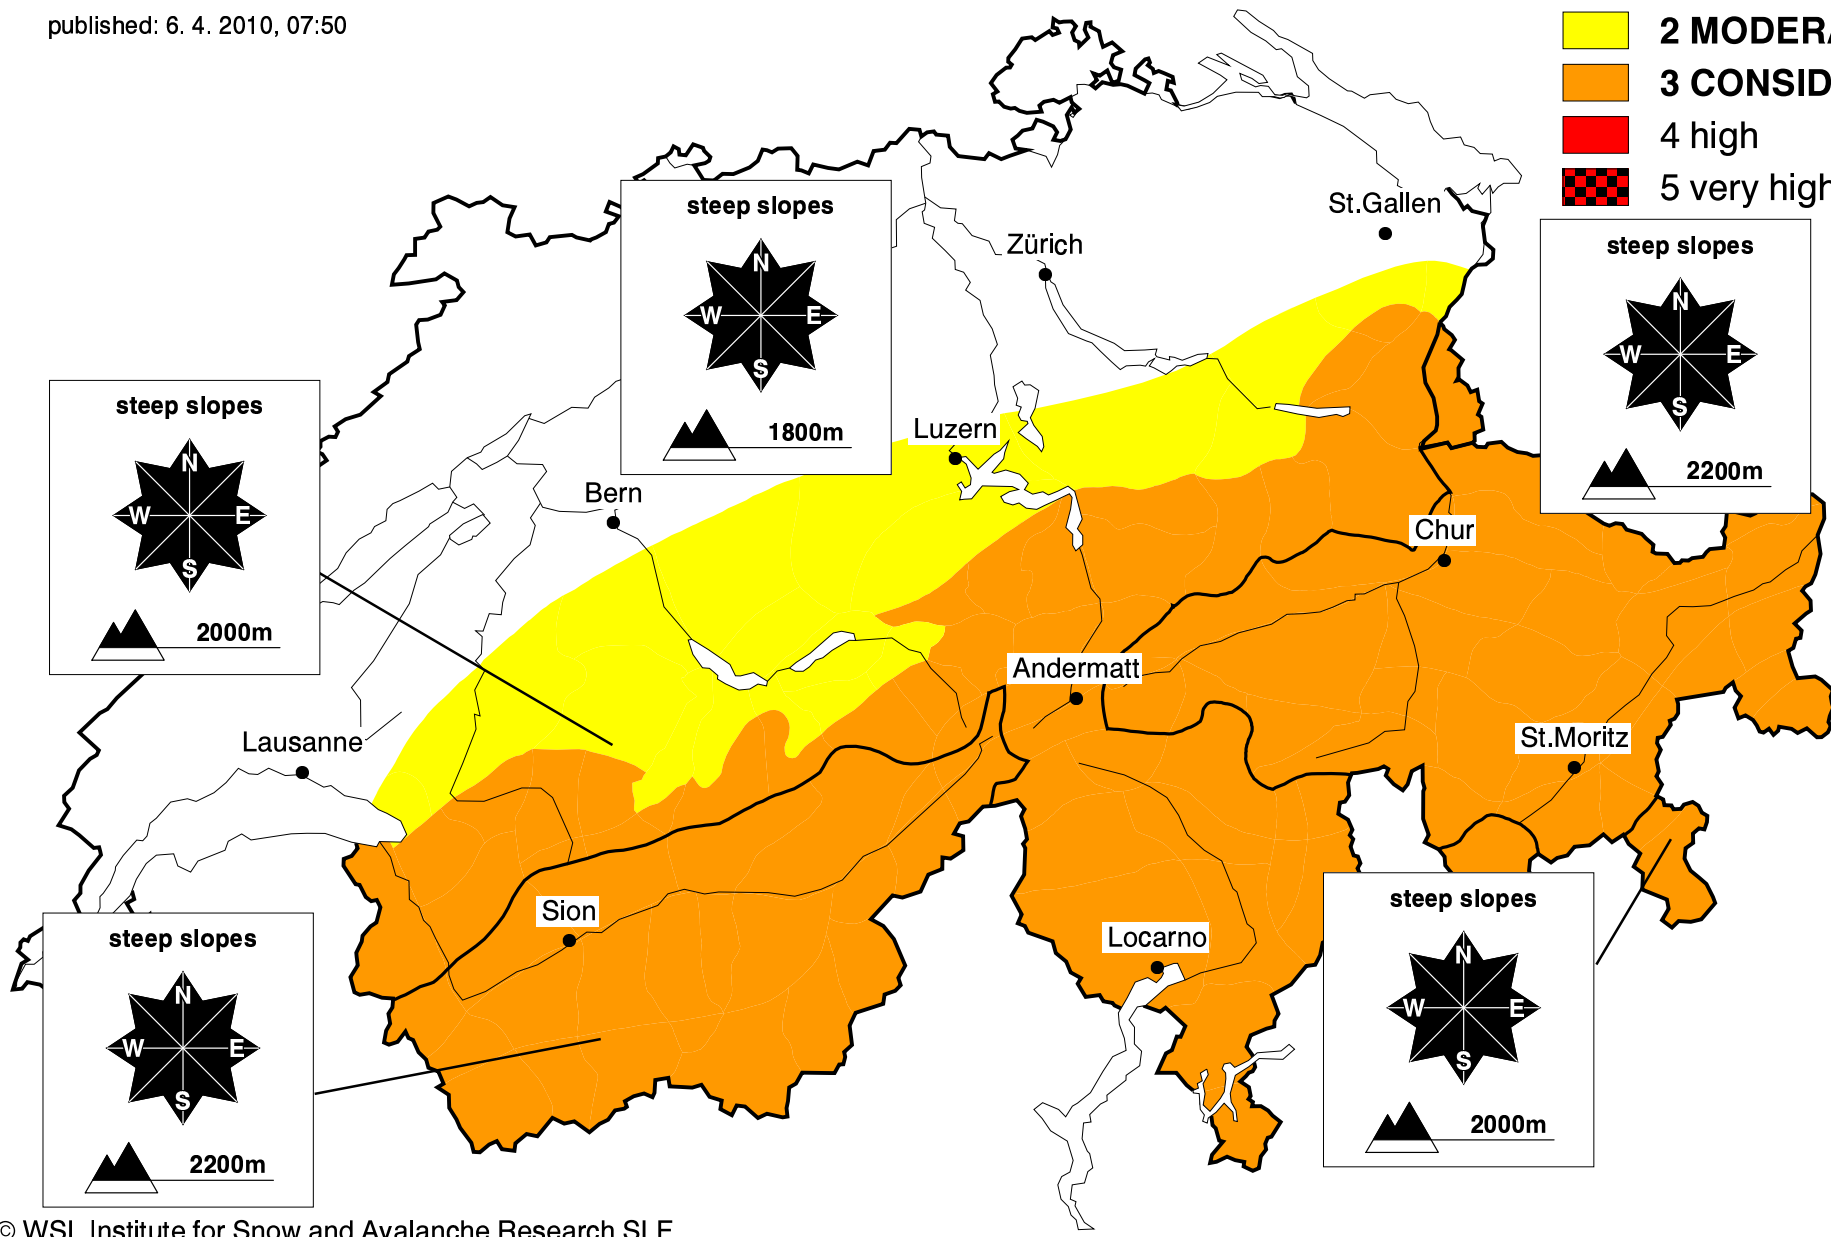 published: 6. 4. 2010, 07:50
2 MODERA
3 CONSID
4 high
5 very high
St.Gallen
Zürich
steep slopes
N
W E
S
1800m
steep slopes
N
W E
S
2200m
steep slopes
N
W E
S
2000m
Luzern
Bern
Chur
Andermatt
Lausanne
St.Moritz
Sion
Locarno
steep slopes
N
W E
S
2200m
steep slopes
N
W E
S
2000m
© WSL Institute for Snow and Avalanche Research SLF